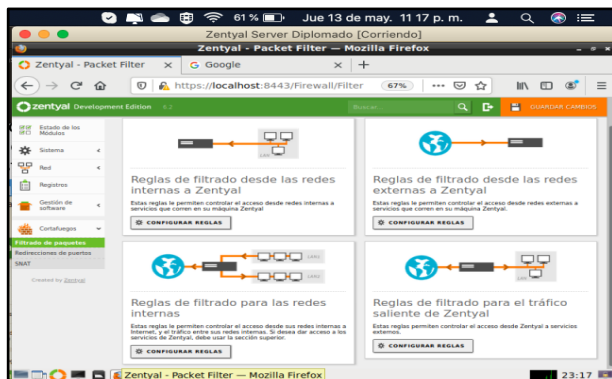 61 % Jue 13 de may. 11 17 p. m.
Zentyal Server Diplomado [Corriendo]
Zentyal - Packet Filter — Mozilla Firefox
Zentyal - Packet Filter × G Google × +
https://localhost:8443/Firewall/Filter 67%
zentyal Development Edition 6.2 Buscar... GUARDAR CAMBIOS
Estado de los
Módulos
Sistema
Red
Registros
Gestión de
software
Cortafuegos
Filtrado de paquetes
Redirecciones de puertos
SNAT
Created by Zentyal
LAN
Reglas de filtrado desde las redes
internas a Zentyal
Estas reglas le permiten controlar el acceso desde redes internas a
servicios que corren en su máquina Zentyal
CONFIGURAR REGLAS
Reglas de filtrado desde las redes
externas a Zentyal
Estas reglas le permiten controlar el acceso desde redes externas a
servicios que corren en su máquina Zentyal
CONFIGURAR REGLAS
LAN1
LAN2
Reglas de filtrado para las redes
internas
Estas reglas le permiten controlar el acceso desde sus redes internas a
Internet, y el tráfico entre sus redes internas. Si desea dar acceso a los
servicios de Zentyal, debe usar la sección superior.
CONFIGURAR REGLAS
LAN
Reglas de filtrado para el tráfico
saliente de Zentyal
Estas reglas permiten controlar el acceso desde Zentyal a servicios
externos.
CONFIGURAR REGLAS
Zentyal - Packet Filter — Mozilla Firefox
23:17